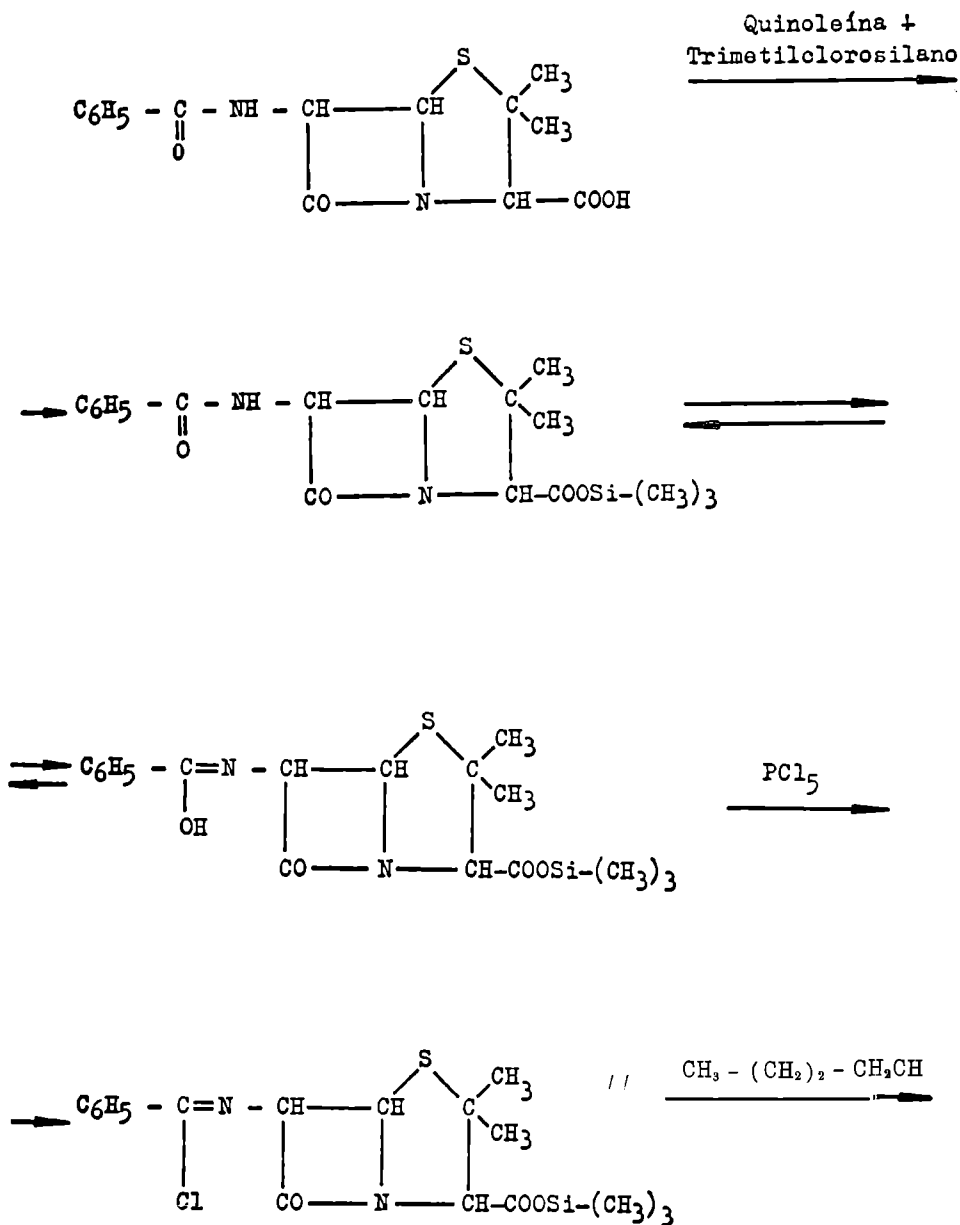 Quinoleína +
Trimetilclorosilano
S
CH3
C6H5 - C - NH - CH CH C
CH3
O
CO N CH COOH
S
CH3
C6H5 - C - NH - CH CH C
CH3
O
CO N CH-COOSi-(CH3)3
S
CH3
C6H5 - C=N - CH CH C
CH3
PCl5
OH
CO N CH-COOSi-(CH3)3
S
CH3
C6H5 - C=N - CH CH C
CH3
CH3 - (CH2)2 - CH2CH
Cl CO N CH-COOSi-(CH3)3